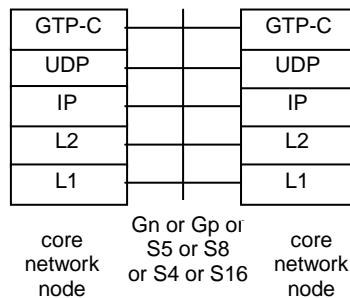 GTP-C GTP-C
UDP UDP
IP IP
L2 L2
L1 L1
core
network
node
Gn or Gp or
S5 or S8
or S4 or S16
core
network
node